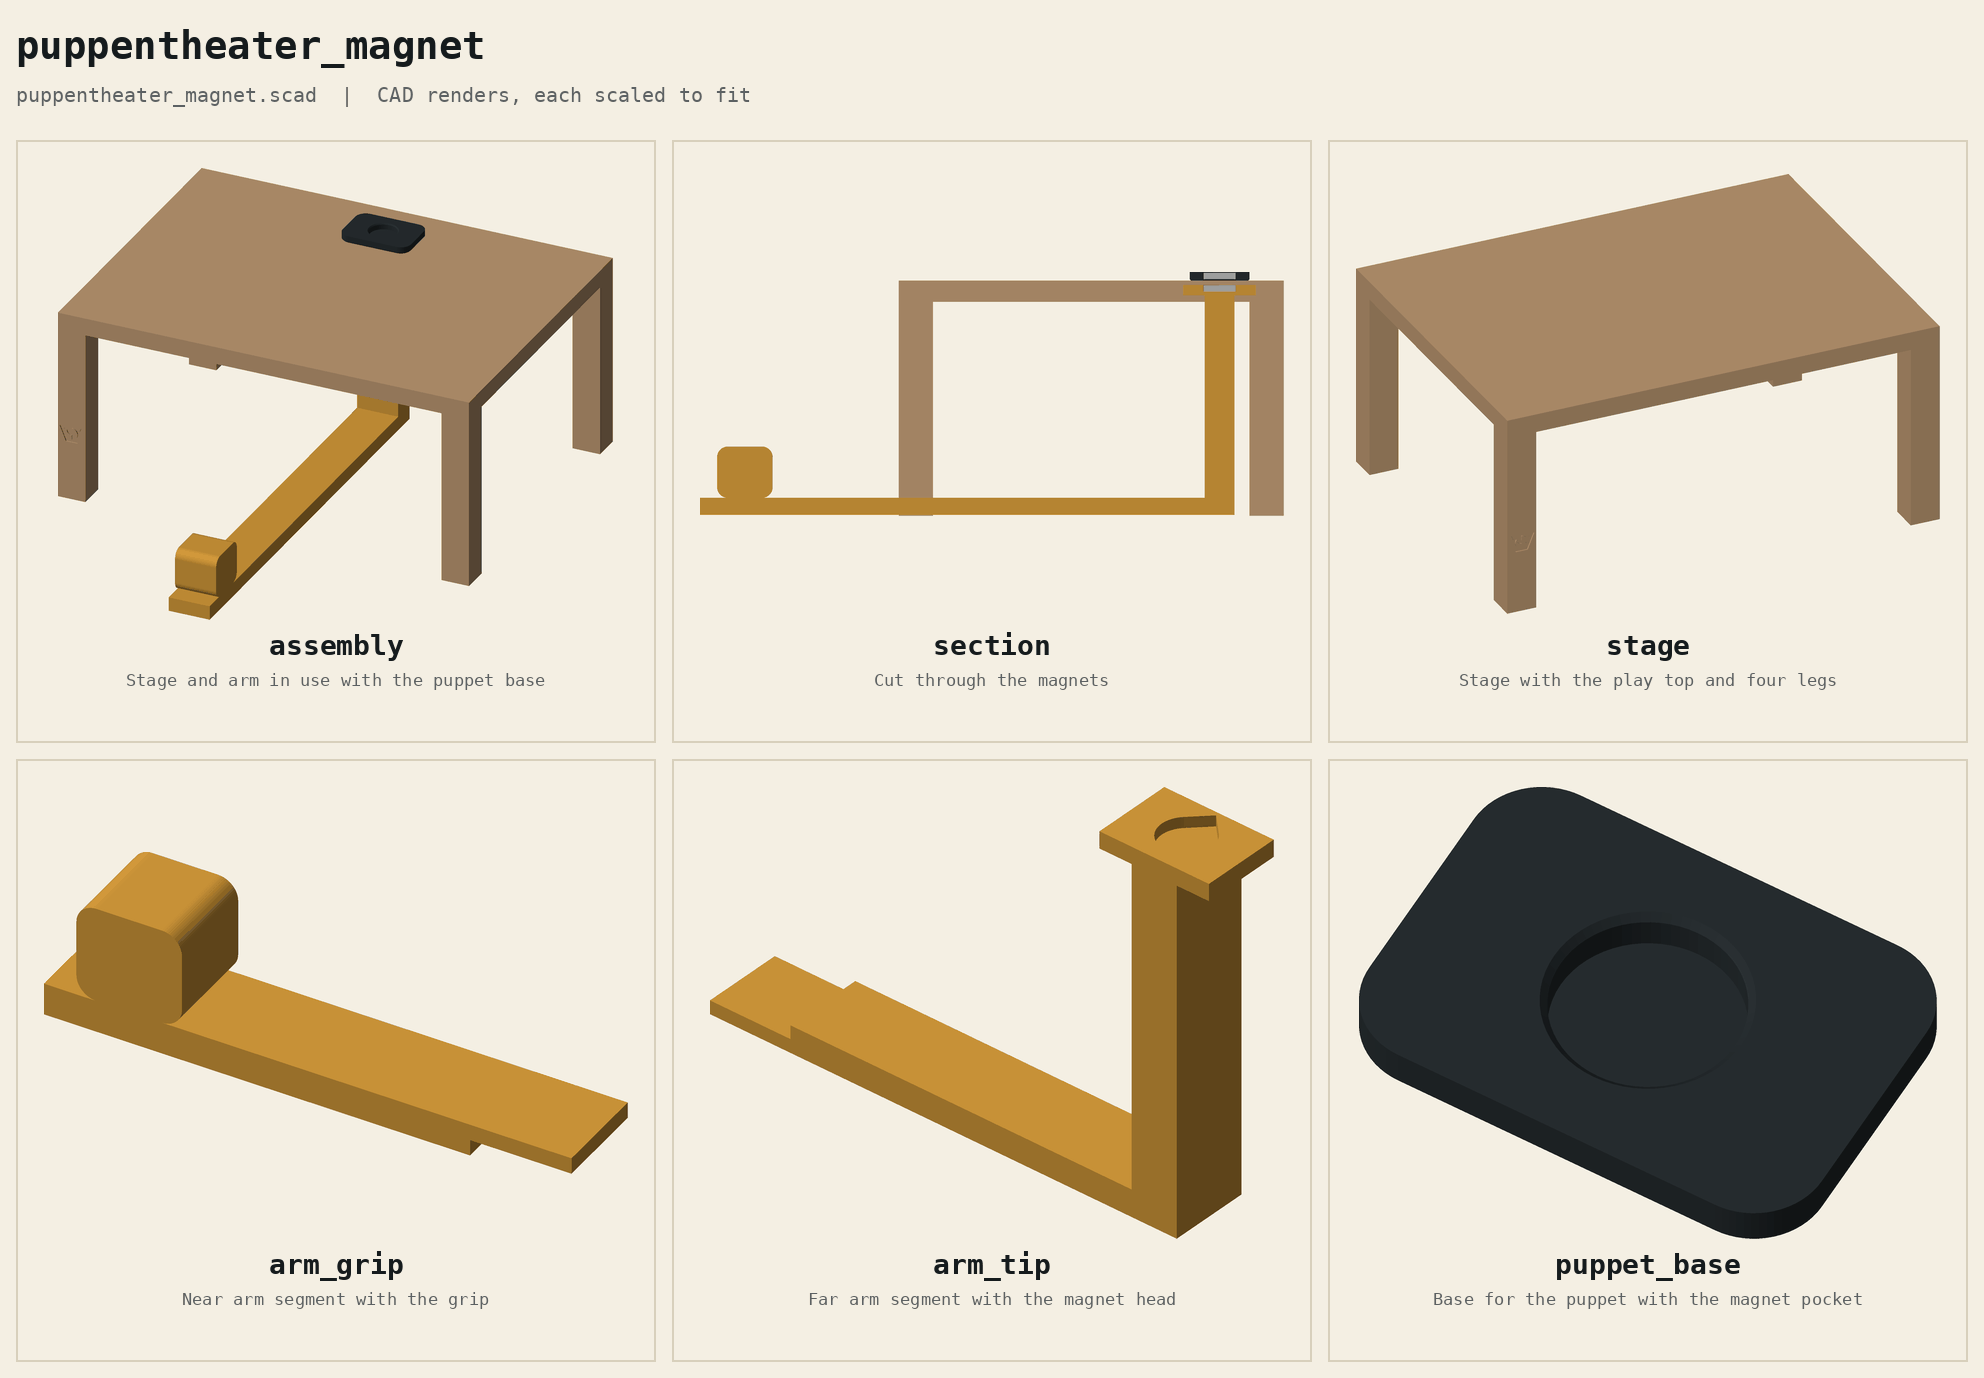 puppentheater_magnet
puppentheater_magnet.scad | CAD renders, each scaled to fit
assembly
Stage and arm in use with the puppet base
section
Cut through the magnets
stage
Stage with the play top and four legs
arm_grip
Near arm segment with the grip
arm_tip
Far arm segment with the magnet head
puppet_base
Base for the puppet with the magnet pocket